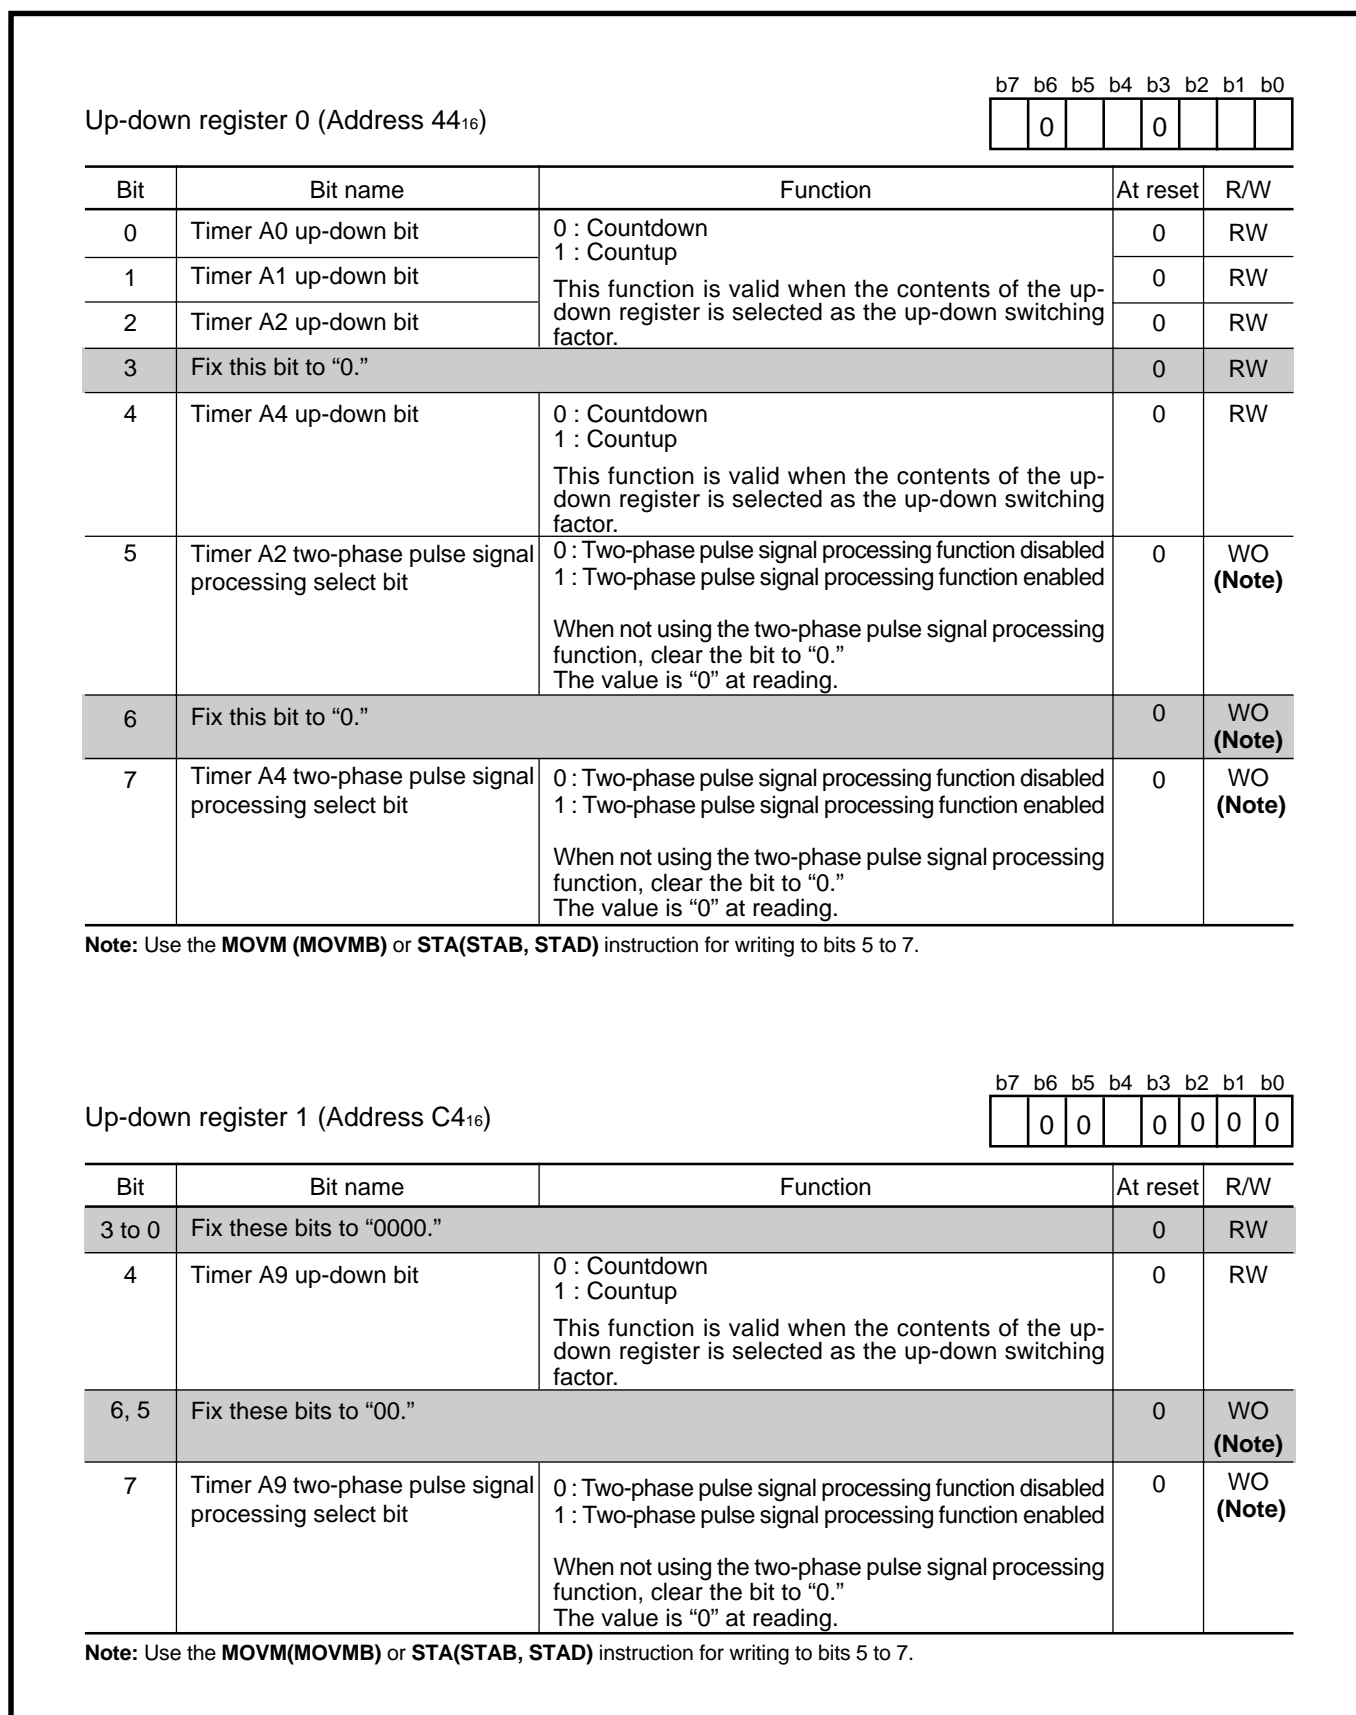 b7 b6 b5 b4 b3 b2 b1 b0
Up-down register 0 (Address 44₁₆)
0 0
Bit Bit name Function At reset R/W
0 Timer A0 up-down bit 0 : Countdown 0 RW
1 : Countup
1 Timer A1 up-down bit 0 RW
This function is valid when the contents of the up-
down register is selected as the up-down switching
2 Timer A2 up-down bit 0 RW
factor.
3 Fix this bit to “0.” 0 RW
4 Timer A4 up-down bit 0 : Countdown 0 RW
1 : Countup
This function is valid when the contents of the up-
down register is selected as the up-down switching
factor.
5 Timer A2 two-phase pulse signal 0 : Two-phase pulse signal processing function disabled 0 WO
processing select bit 1 : Two-phase pulse signal processing function enabled (Note)
When not using the two-phase pulse signal processing
function, clear the bit to “0.”
The value is “0” at reading.
6 Fix this bit to “0.” 0 WO
(Note)
7 Timer A4 two-phase pulse signal 0 : Two-phase pulse signal processing function disabled 0 WO
processing select bit 1 : Two-phase pulse signal processing function enabled (Note)
When not using the two-phase pulse signal processing
function, clear the bit to “0.”
The value is “0” at reading.
Note: Use the MOVM (MOVMB) or STA(STAB, STAD) instruction for writing to bits 5 to 7.
b7 b6 b5 b4 b3 b2 b1 b0
Up-down register 1 (Address C4₁₆)
0 0 0 0 0 0
Bit Bit name Function At reset R/W
3 to 0 Fix these bits to “0000.” 0 RW
4 Timer A9 up-down bit 0 : Countdown 0 RW
1 : Countup
This function is valid when the contents of the up-
down register is selected as the up-down switching
factor.
6, 5 Fix these bits to “00.” 0 WO
(Note)
7 Timer A9 two-phase pulse signal 0 : Two-phase pulse signal processing function disabled 0 WO
processing select bit 1 : Two-phase pulse signal processing function enabled (Note)
When not using the two-phase pulse signal processing
function, clear the bit to “0.”
The value is “0” at reading.
Note: Use the MOVM(MOVMB) or STA(STAB, STAD) instruction for writing to bits 5 to 7.